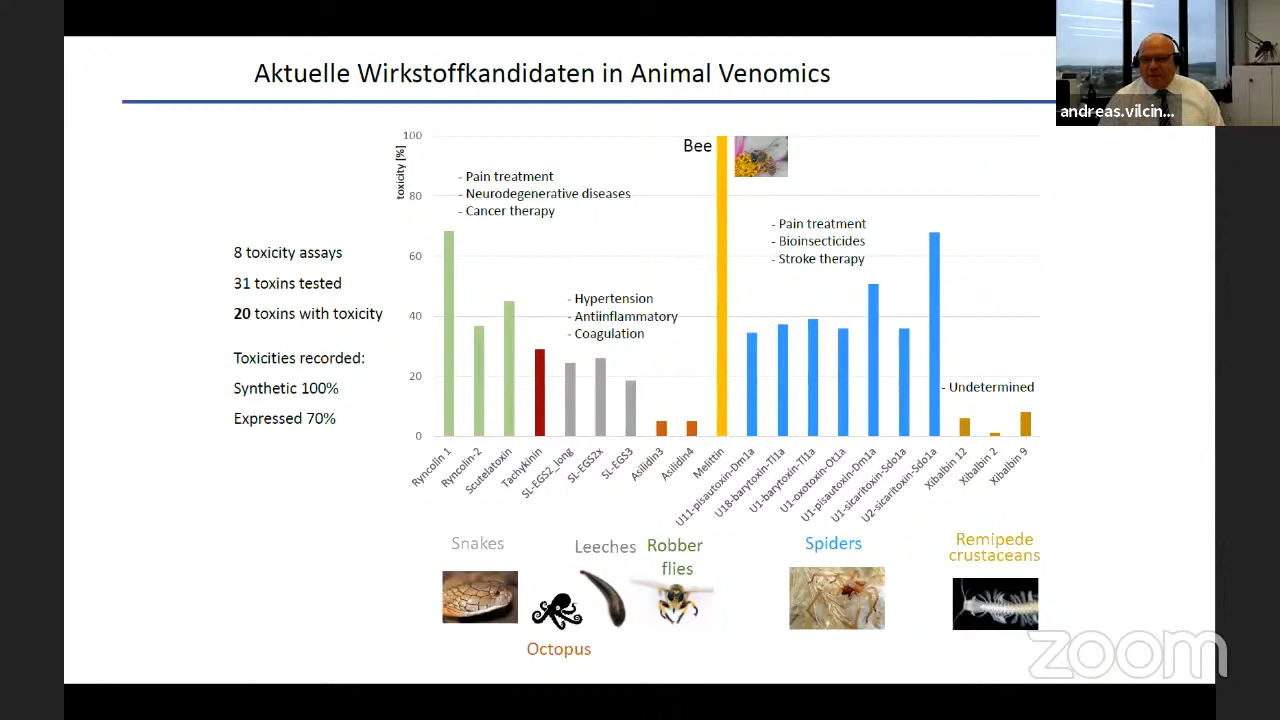 Aktuelle Wirkstoffkandidaten in Animal Venomics
andreas.vilcin...
8 toxicity assays
31 toxins tested
20 toxins with toxicity
Toxicities recorded:
Synthetic 100%
Expressed 70%
toxicity [%]
100
80
60
40
20
0
- Pain treatment
- Neurodegenerative diseases
- Cancer therapy
- Hypertension
- Antiinflammatory
- Coagulation
Bee
- Pain treatment
- Bioinsecticides
- Stroke therapy
- Undetermined
Ryncolin 1
Ryncolin-2
Scutelatoxin
Tachykinin
SL-EGS2_long
SL-EGS2x
SL-EGS3
Asilidin3
Asilidin4
Melittin
U11-pisautoxin-Dm1a
U18-barytoxin-Tl1a
U1-barytoxin-Tl1a
U1-oxotoxin-Ot1a
U1-pisautoxin-Dm1a
U1-sicaritoxin-Sdo1a
U2-sicaritoxin-Sdo1a
Xibalbin 12
Xibalbin 2
Xibalbin 9
Snakes
Octopus
Leeches
Robber
flies
Spiders
Remipede
crustaceans
zoom